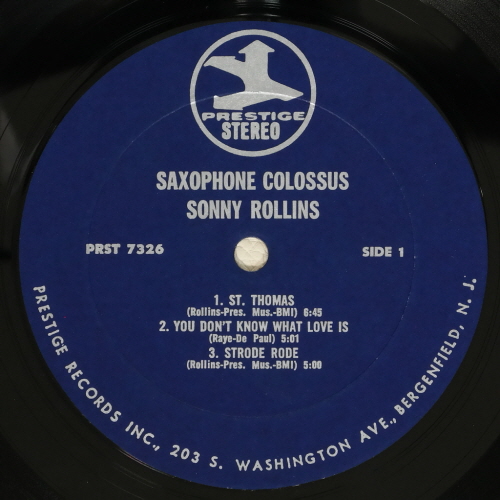 PRESTIGE
STEREO
SAXOPHONE COLOSSUS
SONNY ROLLINS
PRST 7326
SIDE 1
1. ST. THOMAS
(Rollins-Pres. Mus.-BMI) 6:45
2. YOU DON'T KNOW WHAT LOVE IS
(Raye-De Paul) 5:01
3. STRODE RODE
(Rollins-Pres. Mus.-BMI) 5:00
PRESTIGE RECORDS INC., 203 S. WASHINGTON AVE., BERGENFIELD, N. J.